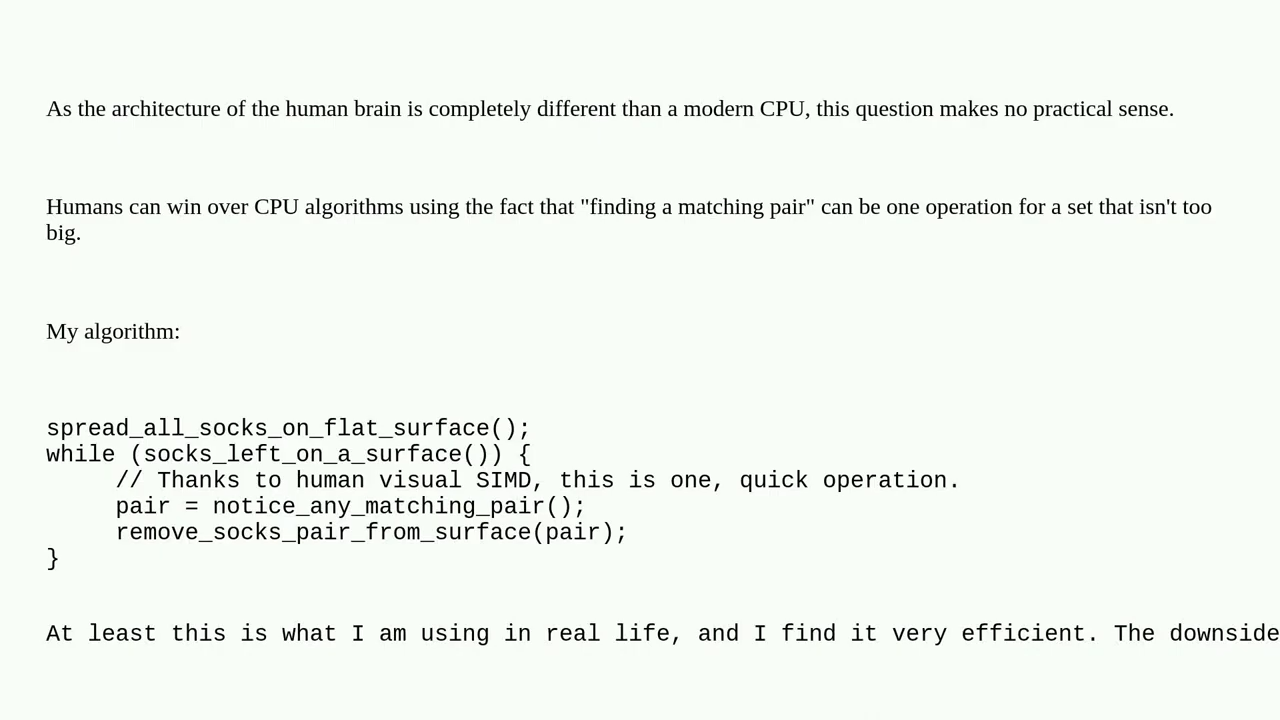 As the architecture of the human brain is completely different than a modern CPU, this question makes no practical sense.
Humans can win over CPU algorithms using the fact that "finding a matching pair" can be one operation for a set that isn't too
big.
My algorithm:
spread_all_socks_on_flat_surface();
while (socks_left_on_a_surface()) {
     // Thanks to human visual SIMD, this is one, quick operation.
     pair = notice_any_matching_pair();
     remove_socks_pair_from_surface(pair);
}
At least this is what I am using in real life, and I find it very efficient. The downside